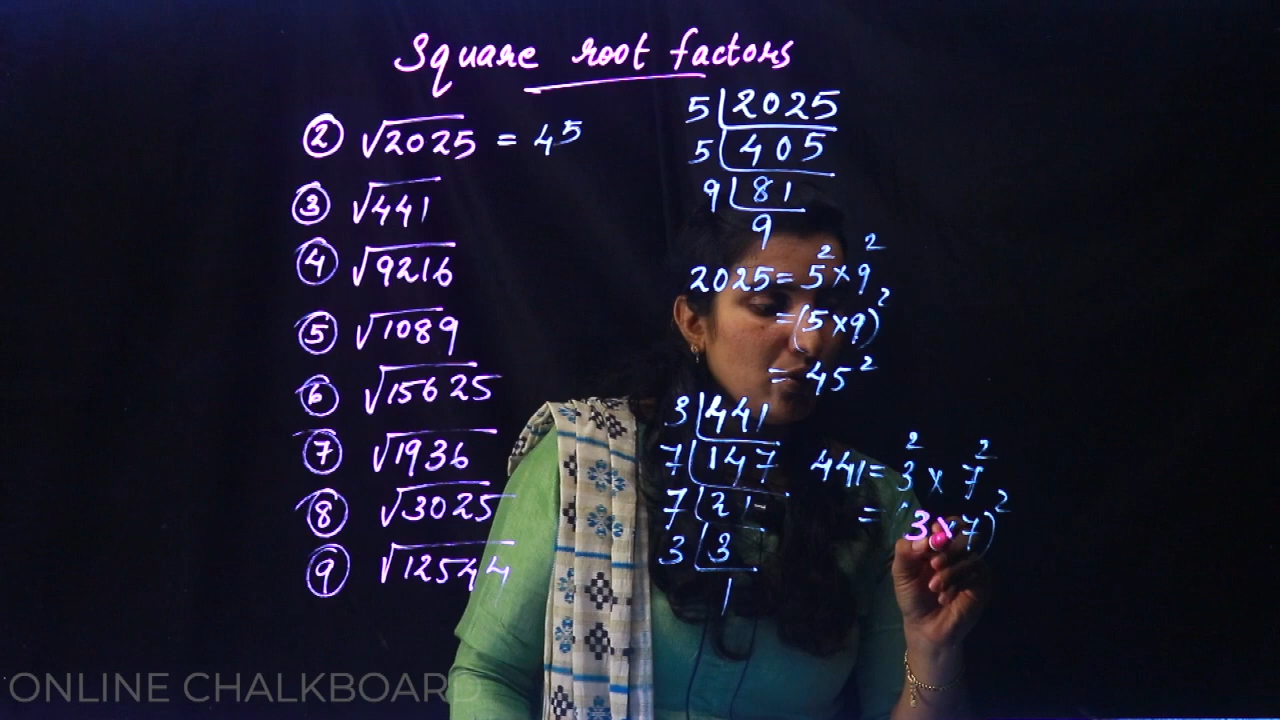 Square root factors
② √2025 = 45
③ √441
④ √9216
⑤ √1089
⑥ √15625
⑦ √1936
⑧ √3025
⑨ √12544
5 | 2025
5 | 405
9 | 81
9
2025 = 5² × 9²
= (5 × 9)²
= 45²
3 | 441
7 | 147
7 | 21
3 | 3
1
441 = 3² × 7²
= (3 × 7)²
ONLINE CHALKBOARD